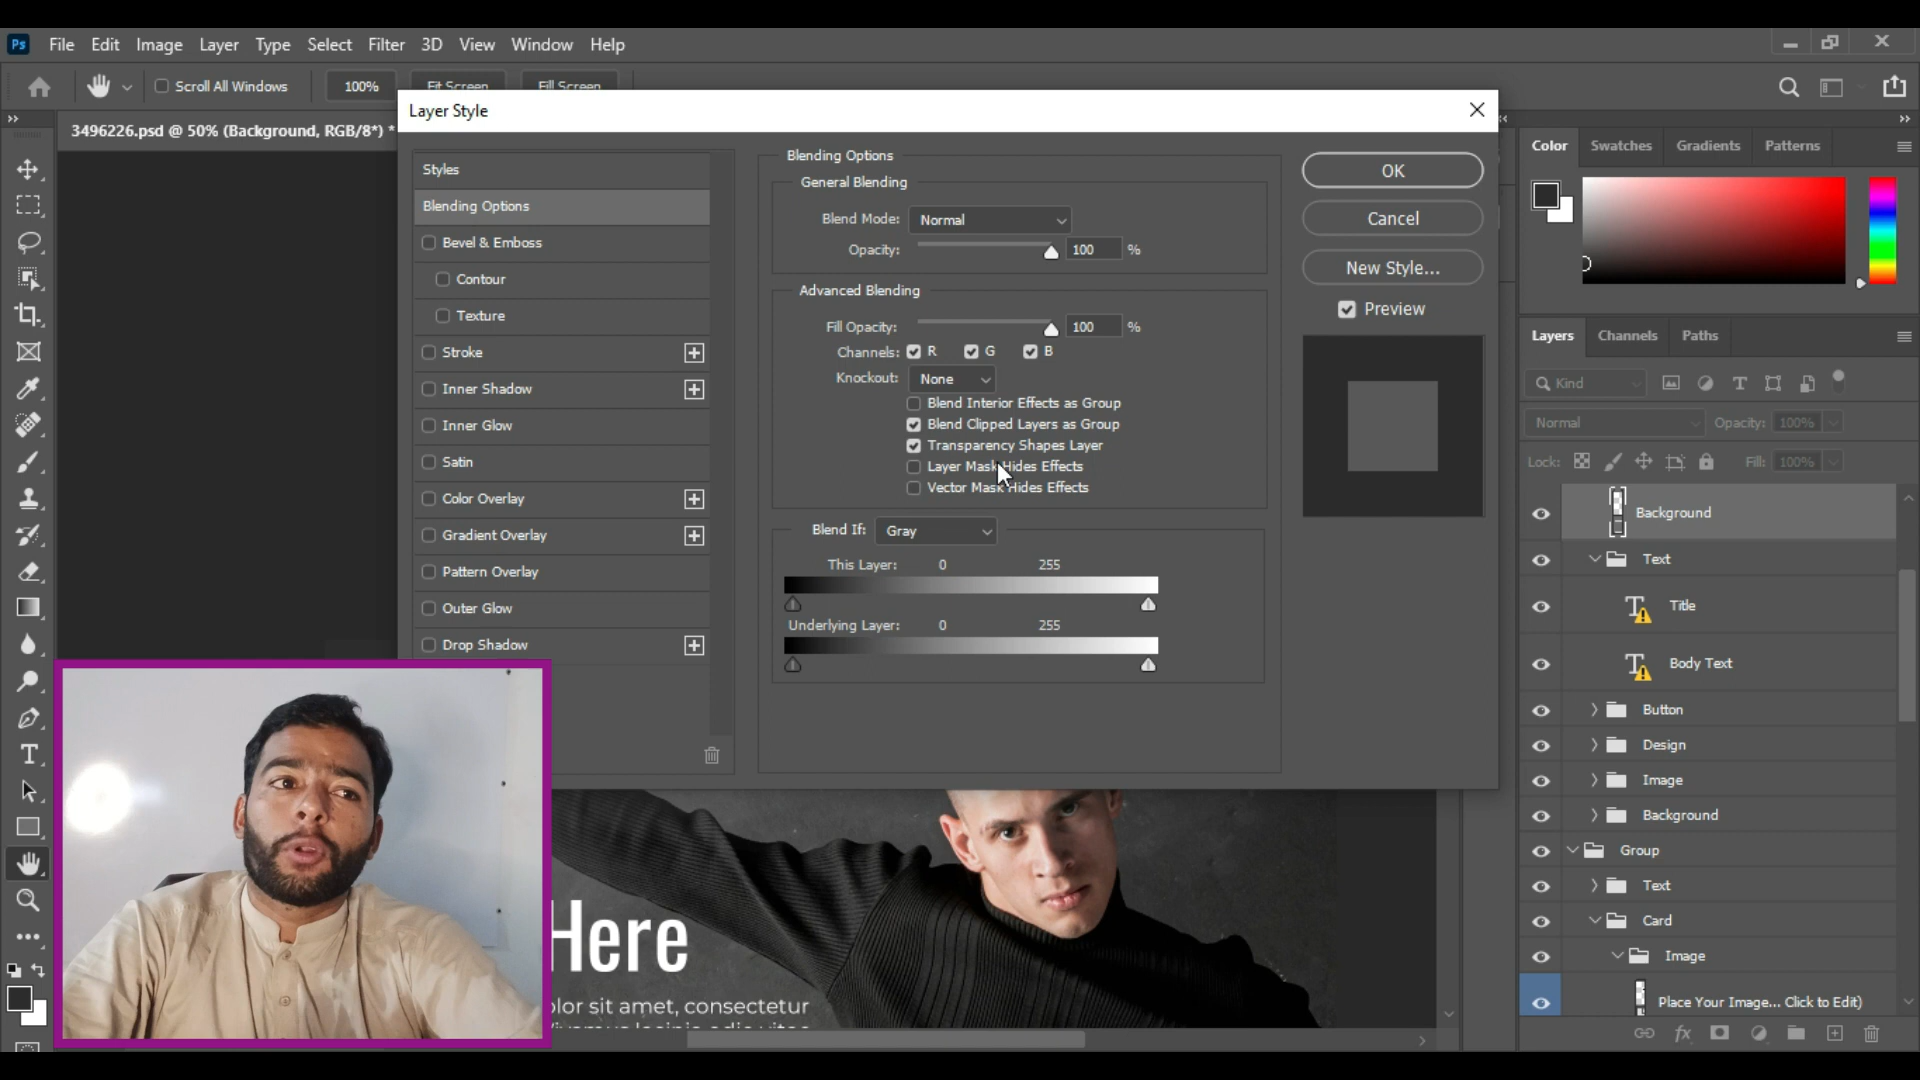 Ps File Edit Image Layer Type Select Filter 3D View Window Help
Scroll All Windows 100% Fit Screen Fill Screen
3496226.psd @ 50% (Background, RGB/8*) *
Layer Style
Styles
Blending Options
Bevel & Emboss
Contour
Texture
Stroke
Inner Shadow
Inner Glow
Satin
Color Overlay
Gradient Overlay
Pattern Overlay
Outer Glow
Drop Shadow
Blending Options
General Blending
Blend Mode: Normal
Opacity: 100 %
Advanced Blending
Fill Opacity: 100 %
Channels: R G B
Knockout: None
Blend Interior Effects as Group
Blend Clipped Layers as Group
Transparency Shapes Layer
Layer Mask Hides Effects
Vector Mask Hides Effects
Blend If: Gray
This Layer: 0 255
Underlying Layer: 0 255
OK
Cancel
New Style...
Preview
Color Swatches Gradients Patterns
Layers Channels Paths
Kind
Normal Opacity: 100%
Lock: Fill: 100%
Background
Text
Title
Body Text
Button
Design
Image
Background
Group
Text
Card
Image
Place Your Image... Click to Edit)
fx
Here
olor sit amet, consectetur